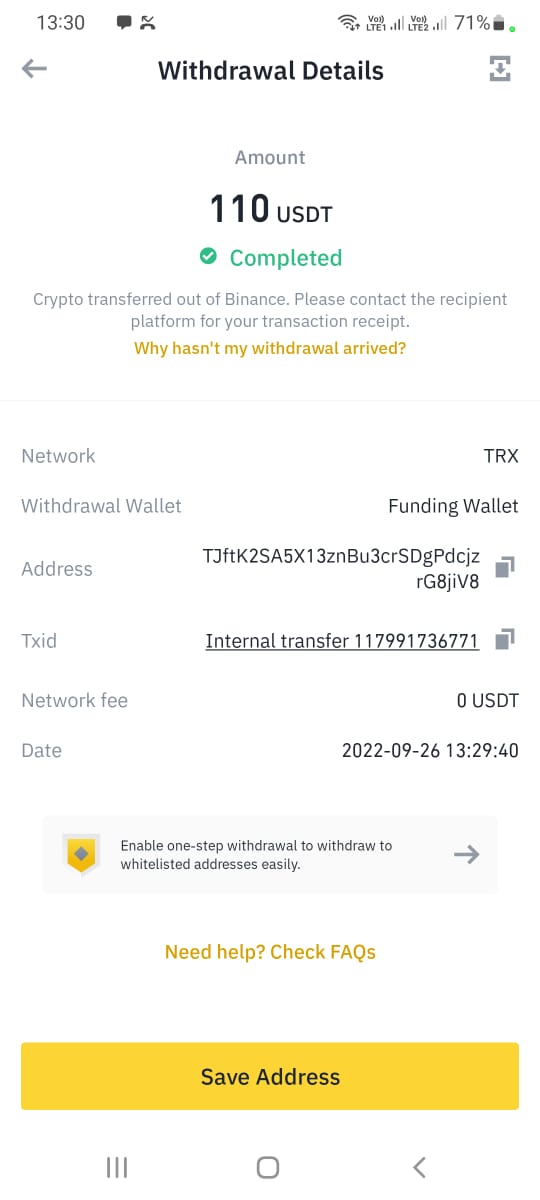 13:30
Vo)) LTE1 Vo)) LTE2 71%
Withdrawal Details
Amount
110 USDT
Completed
Crypto transferred out of Binance. Please contact the recipient
platform for your transaction receipt.
Why hasn't my withdrawal arrived?
Network TRX
Withdrawal Wallet Funding Wallet
Address TJftK2SA5X13znBu3crSDgPdcjz
rG8jiV8
Txid Internal transfer 117991736771
Network fee 0 USDT
Date 2022-09-26 13:29:40
Enable one-step withdrawal to withdraw to
whitelisted addresses easily.
Need help? Check FAQs
Save Address